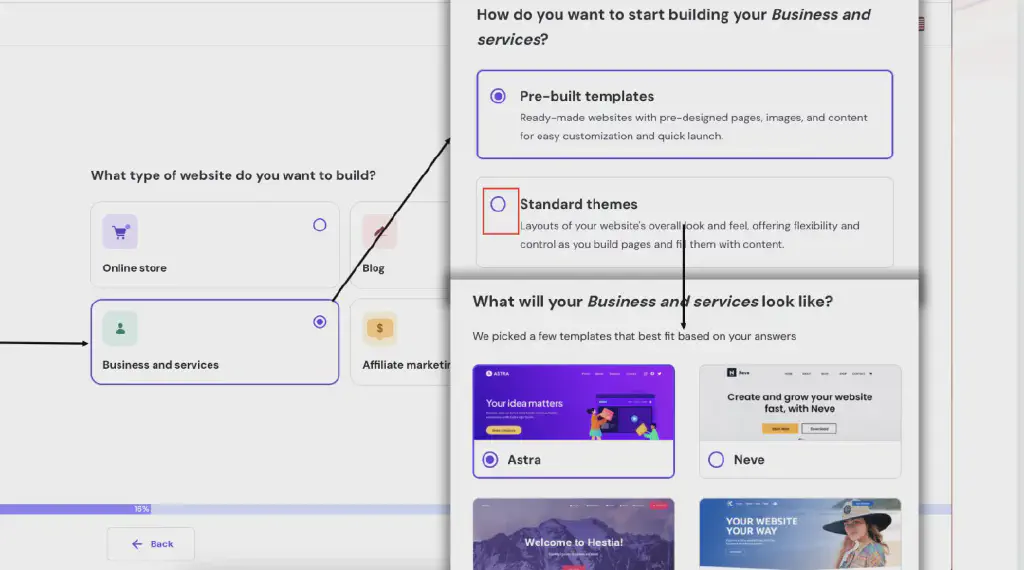 What type of website do you want to build?
Online store
Blog
Business and services
Affiliate marketin
16%
Back
How do you want to start building your Business and
services?
Pre-built templates
Ready-made websites with pre-designed pages, images, and content
for easy customization and quick launch.
Standard themes
Layouts of your website's overall look and feel, offering flexibility and
control as you build pages and fill them with content.
What will your Business and services look like?
We picked a few templates that best fit based on your answers
ASTRA
Your idea matters
Astra
Neve
Create and grow your website
fast, with Neve
Neve
Welcome to Hestia!
YOUR WEBSITE
YOUR WAY